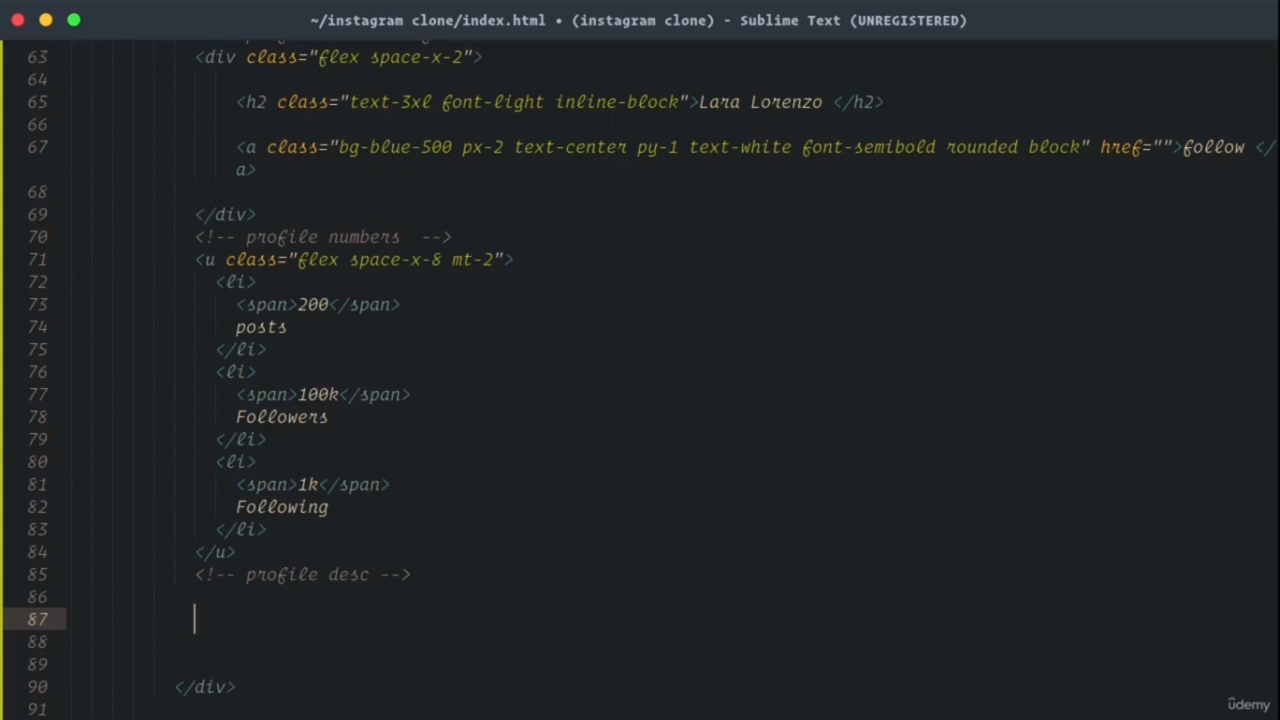 ~/instagram clone/index.html • (instagram clone) - Sublime Text (UNREGISTERED)
63 <div class="flex space-x-2">
64
65 <h2 class="text-3xl font-light inline-block">Lara Lorenzo </h2>
66
67 <a class="bg-blue-500 px-2 text-center py-1 text-white font-semibold rounded block" href="">follow </
a>
68
69 </div>
70 <!-- profile numbers  -->
71 <u class="flex space-x-8 mt-2">
72 <li>
73 <span>200</span>
74 posts
75 </li>
76 <li>
77 <span>100k</span>
78 Followers
79 </li>
80 <li>
81 <span>1k</span>
82 Following
83 </li>
84 </u>
85 <!-- profile desc -->
86
87
88
89
90 </div>
91
ûdemy